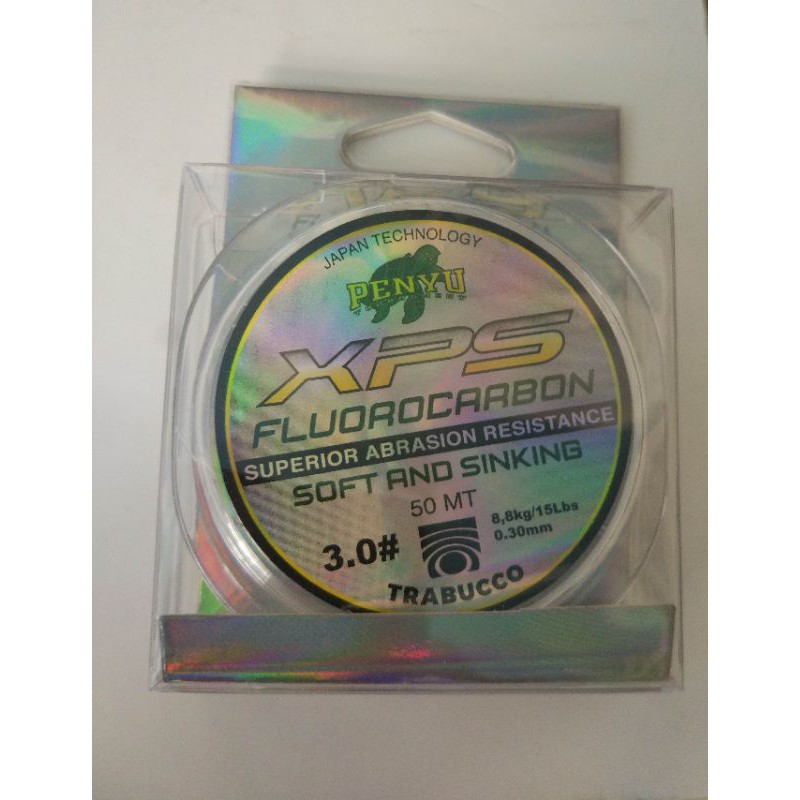 JAPAN TECHNOLOGY
PENYU
XPS
FLUOROCARBON
SUPERIOR ABRASION RESISTANCE
SOFT AND SINKING
50 MT
8,8kg/15Lbs
3.0#
0.30mm
TRABUCCO